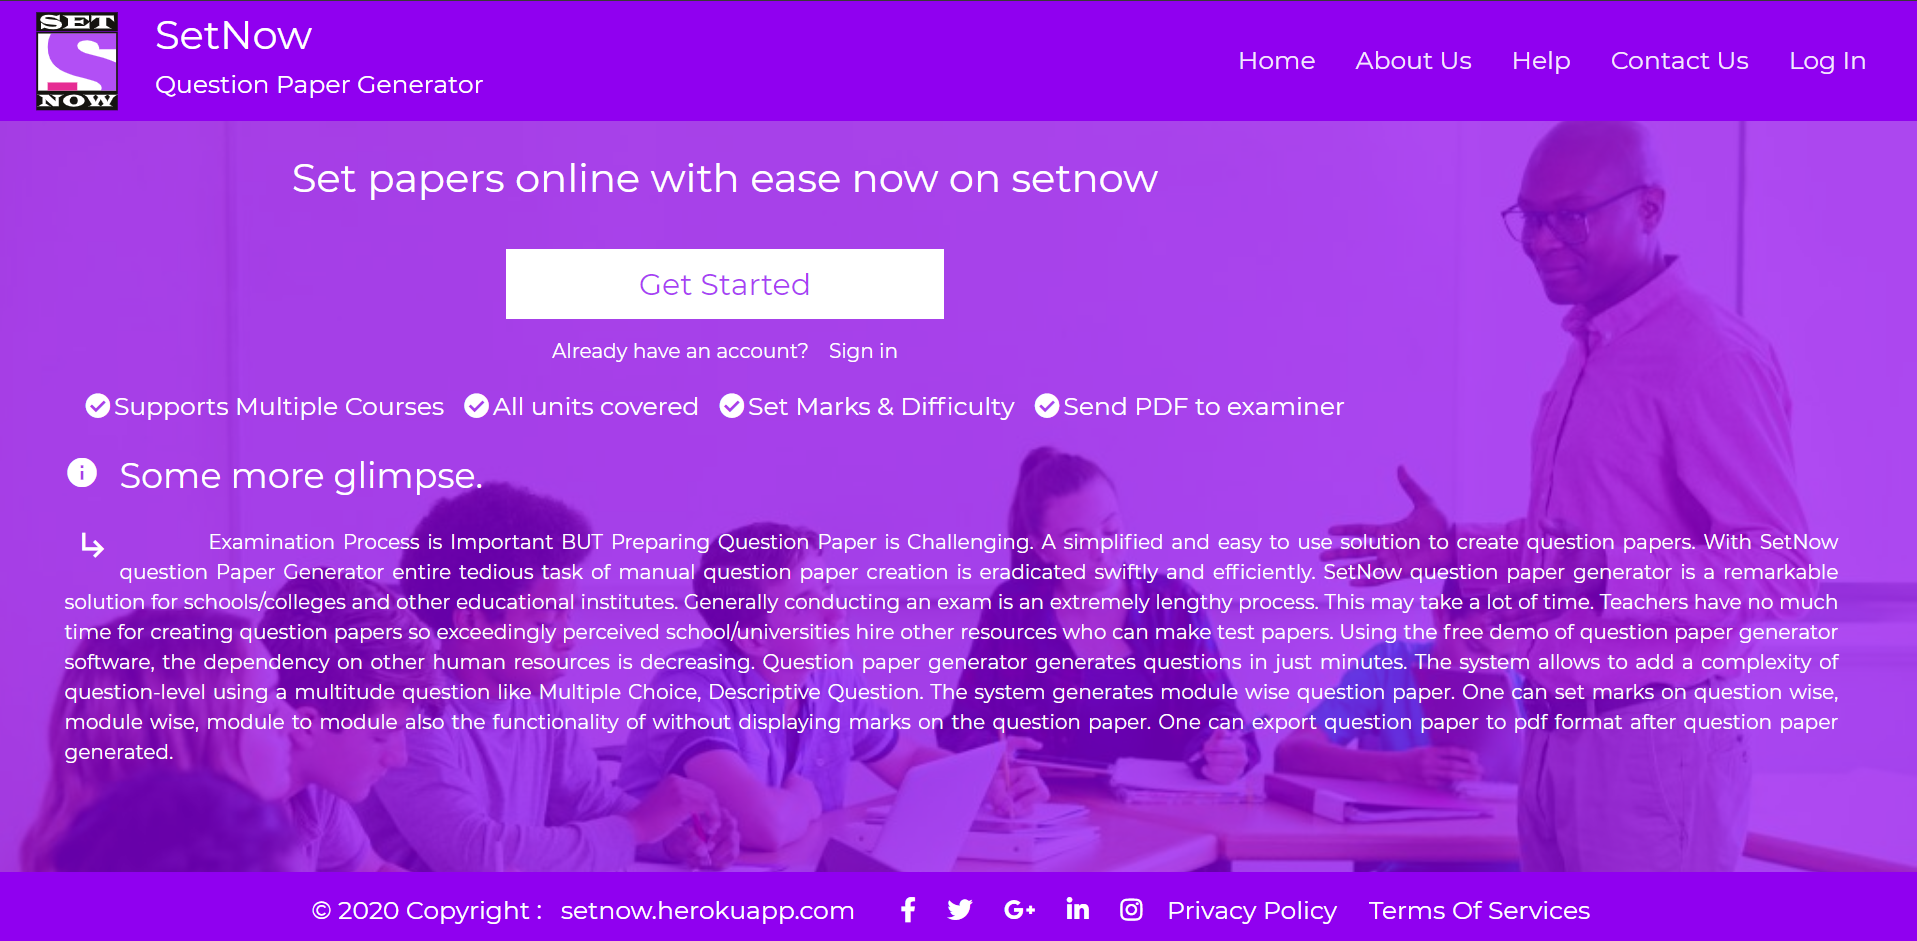 SET
NOW
SetNow
Question Paper Generator
Home About Us Help Contact Us Log In
Set papers online with ease now on setnow
Get Started
Already have an account? Sign in
Supports Multiple Courses All units covered Set Marks & Difficulty Send PDF to examiner
Some more glimpse.
Examination Process is Important BUT Preparing Question Paper is Challenging. A simplified and easy to use solution to create question papers. With SetNow
question Paper Generator entire tedious task of manual question paper creation is eradicated swiftly and efficiently. SetNow question paper generator is a remarkable
solution for schools/colleges and other educational institutes. Generally conducting an exam is an extremely lengthy process. This may take a lot of time. Teachers have no much
time for creating question papers so exceedingly perceived school/universities hire other resources who can make test papers. Using the free demo of question paper generator
software, the dependency on other human resources is decreasing. Question paper generator generates questions in just minutes. The system allows to add a complexity of
question-level using a multitude question like Multiple Choice, Descriptive Question. The system generates module wise question paper. One can set marks on question wise,
module wise, module to module also the functionality of without displaying marks on the question paper. One can export question paper to pdf format after question paper
generated.
© 2020 Copyright : setnow.herokuapp.com Privacy Policy Terms Of Services